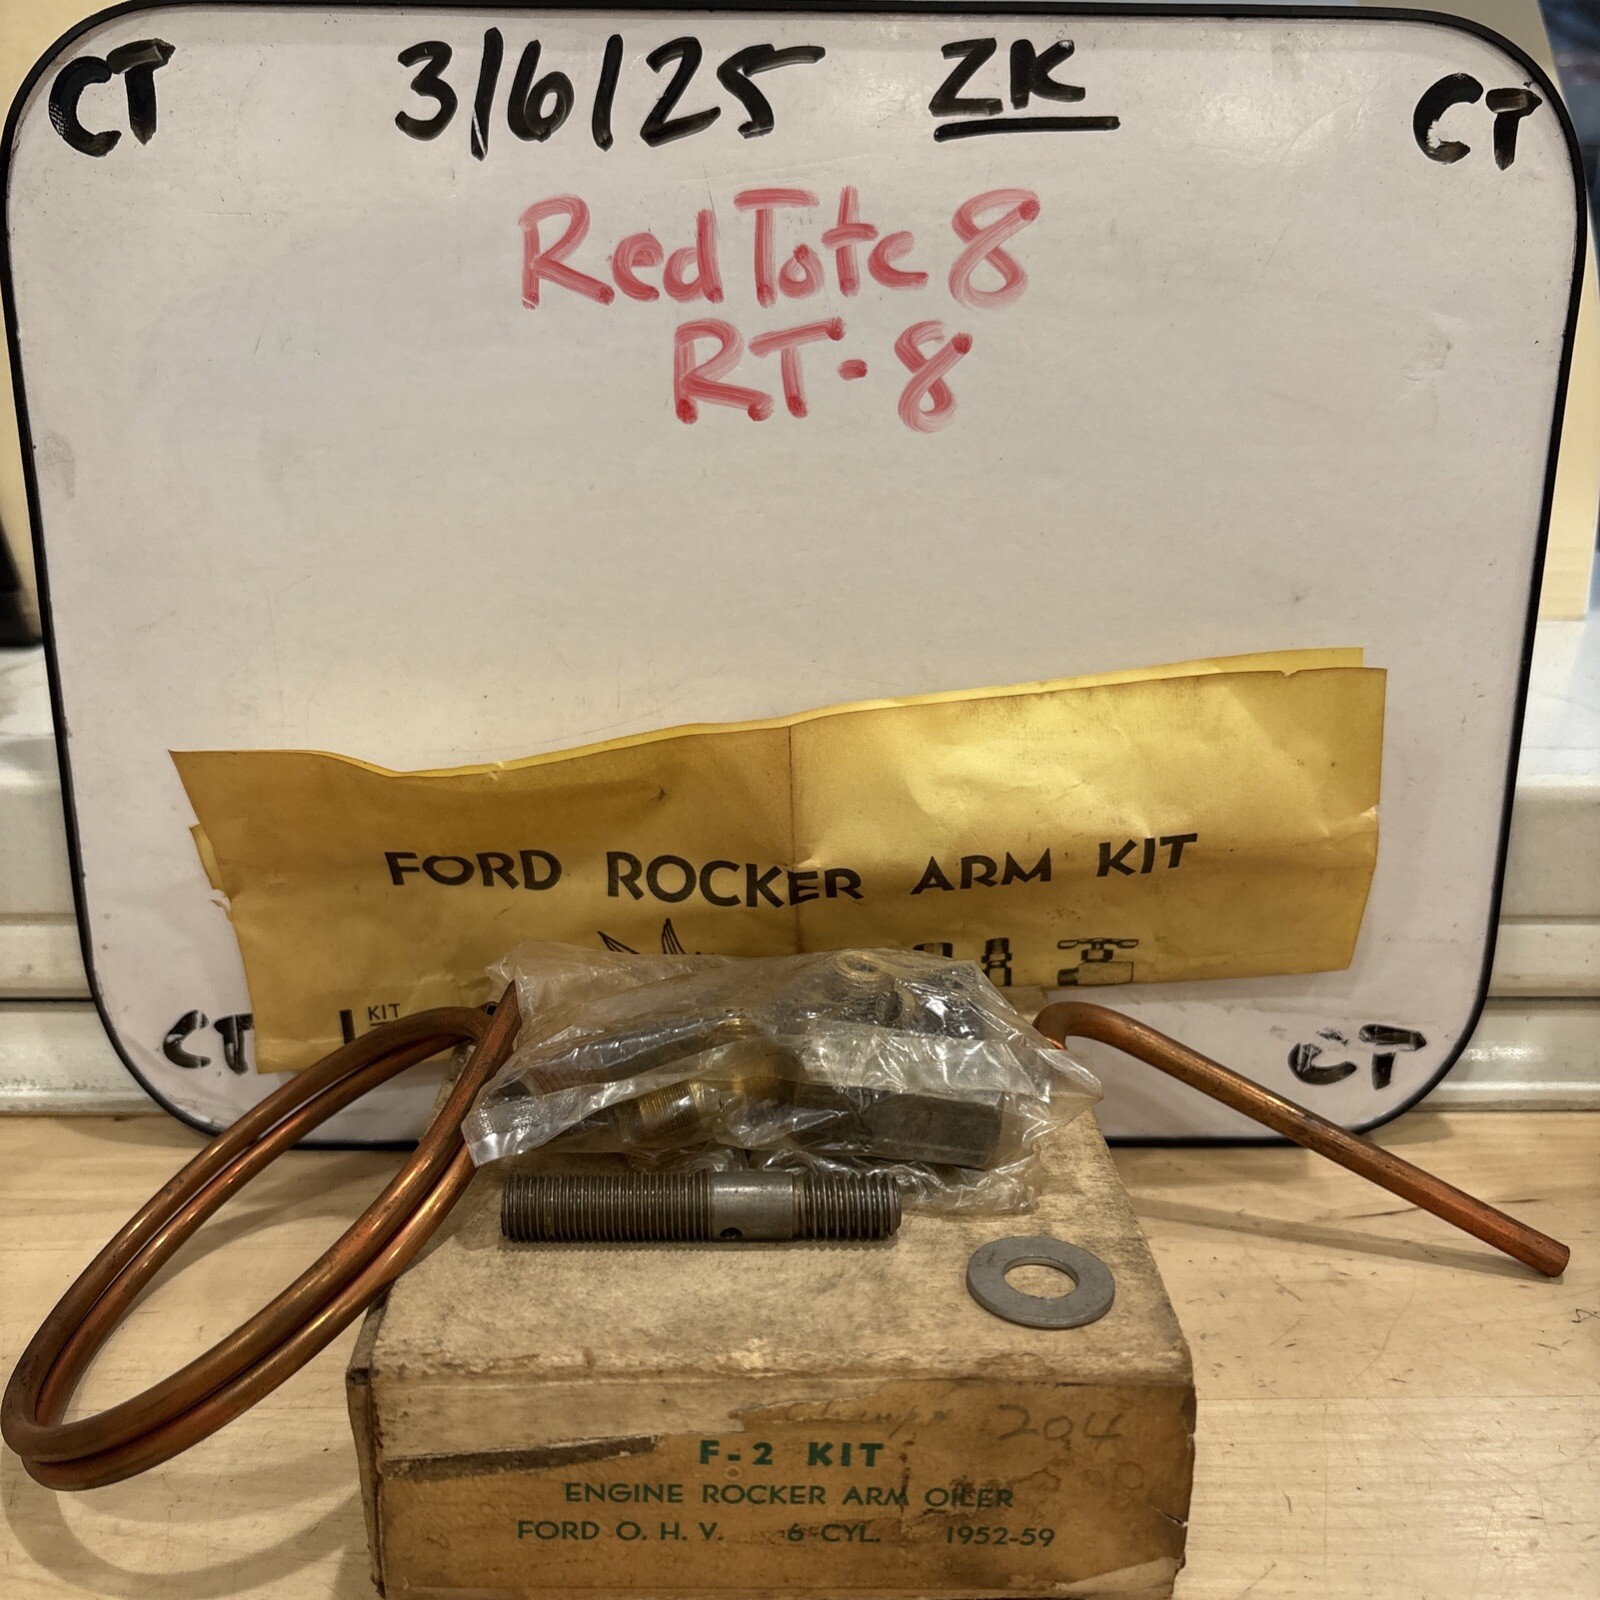 CT 3/6/25 ZK CT
Red Tote 8
RT-8
FORD ROCKER ARM KIT
KIT
CT CT
204
F-2 KIT
ENGINE ROCKER ARM OILER
FORD O. H. V. 6 CYL. 1952-59